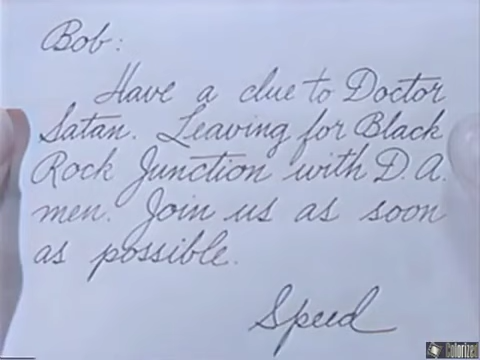 Bob:
Have a clue to Doctor
Satan. Leaving for Black
Rock Junction with D.A.
men. Join us as soon
as possible.
Speed
Colorized